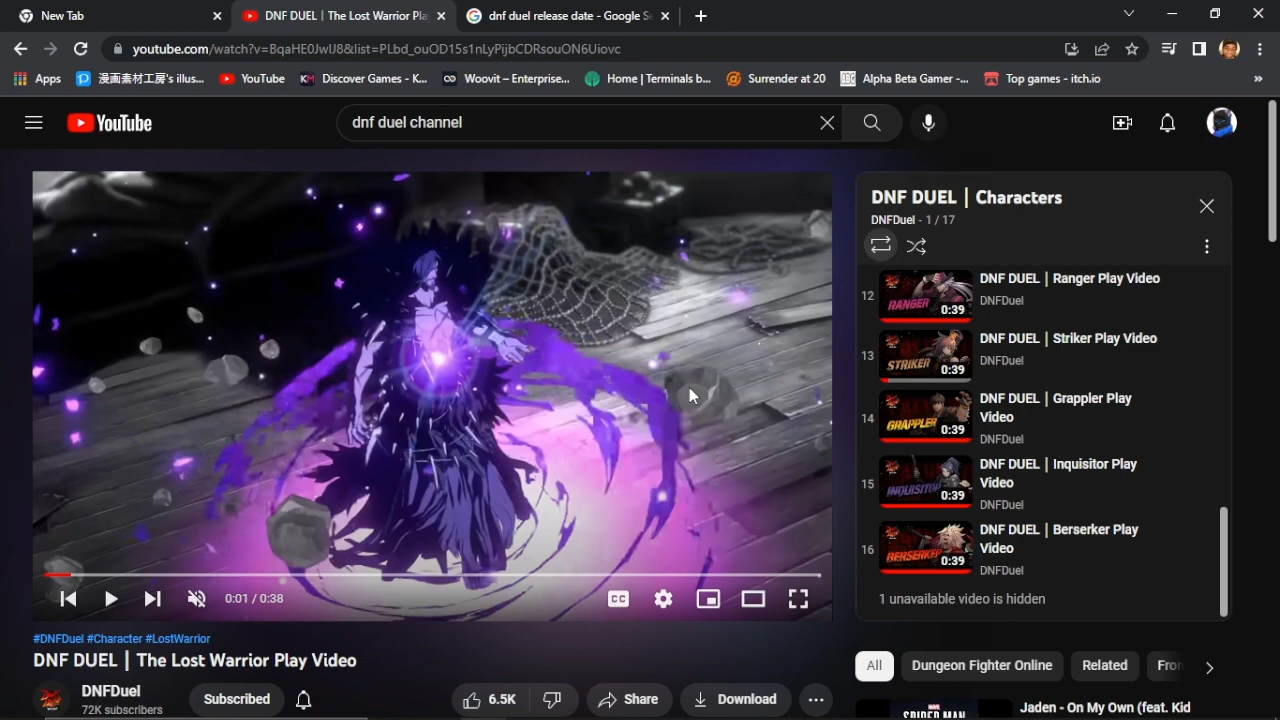 New Tab
DNF DUEL | The Lost Warrior Pla
dnf duel release date - Google Se
youtube.com/watch?v=BqaHE0JwlJ8&list=PLbd_ouOD15s1nLyPijbCDRsouON6Uiovc
Apps
漫画素材工房's illus...
YouTube
KM
Discover Games - K...
Woovit – Enterprise...
Home | Terminals b...
Surrender at 20
Alpha Beta Gamer -...
Top games - itch.io
YouTube
dnf duel channel
DNF DUEL | Characters
DNFDuel - 1 / 17
12
RANGER
0:39
DNF DUEL | Ranger Play Video
DNFDuel
13
STRIKER
0:39
DNF DUEL | Striker Play Video
DNFDuel
14
GRAPPLER
0:39
DNF DUEL | Grappler Play
Video
DNFDuel
15
INQUISITOR
0:39
DNF DUEL | Inquisitor Play
Video
DNFDuel
16
BERSERKER
0:39
DNF DUEL | Berserker Play
Video
DNFDuel
1 unavailable video is hidden
0:01 / 0:38
CC
#DNFDuel #Character #LostWarrior
DNF DUEL | The Lost Warrior Play Video
DNFDuel
72K subscribers
Subscribed
6.5K
Share
Download
All
Dungeon Fighter Online
Related
Fro
MARVEL
SPIDER-MAN
Jaden - On My Own (feat. Kid